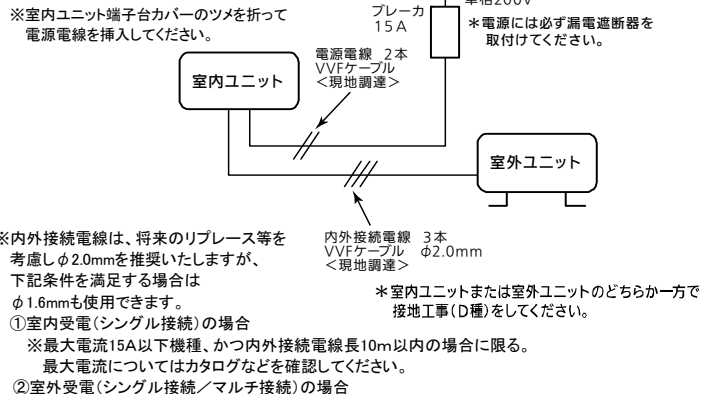 ※室内ユニット端子台カバーのツメを折って
電源電線を挿入してください。
ブレーカ
15A
単相200V
＊電源には必ず漏電遮断器を
取付けてください。
電源電線 2本
VVFケーブル
＜現地調達＞
室内ユニット
室外ユニット
内外接続電線 3本
VVFケーブル φ2.0mm
＜現地調達＞
※内外接続電線は、将来のリプレース等を
考慮しφ2.0mmを推奨いたしますが、
下記条件を満足する場合は
φ1.6mmも使用できます。
＊室内ユニットまたは室外ユニットのどちらか一方で
接地工事(D種)をしてください。
①室内受電(シングル接続)の場合
※最大電流15A以下機種、かつ内外接続電線長10m以内の場合に限る。
最大電流についてはカタログなどを確認してください。
②室外受電(シングル接続／マルチ接続)の場合